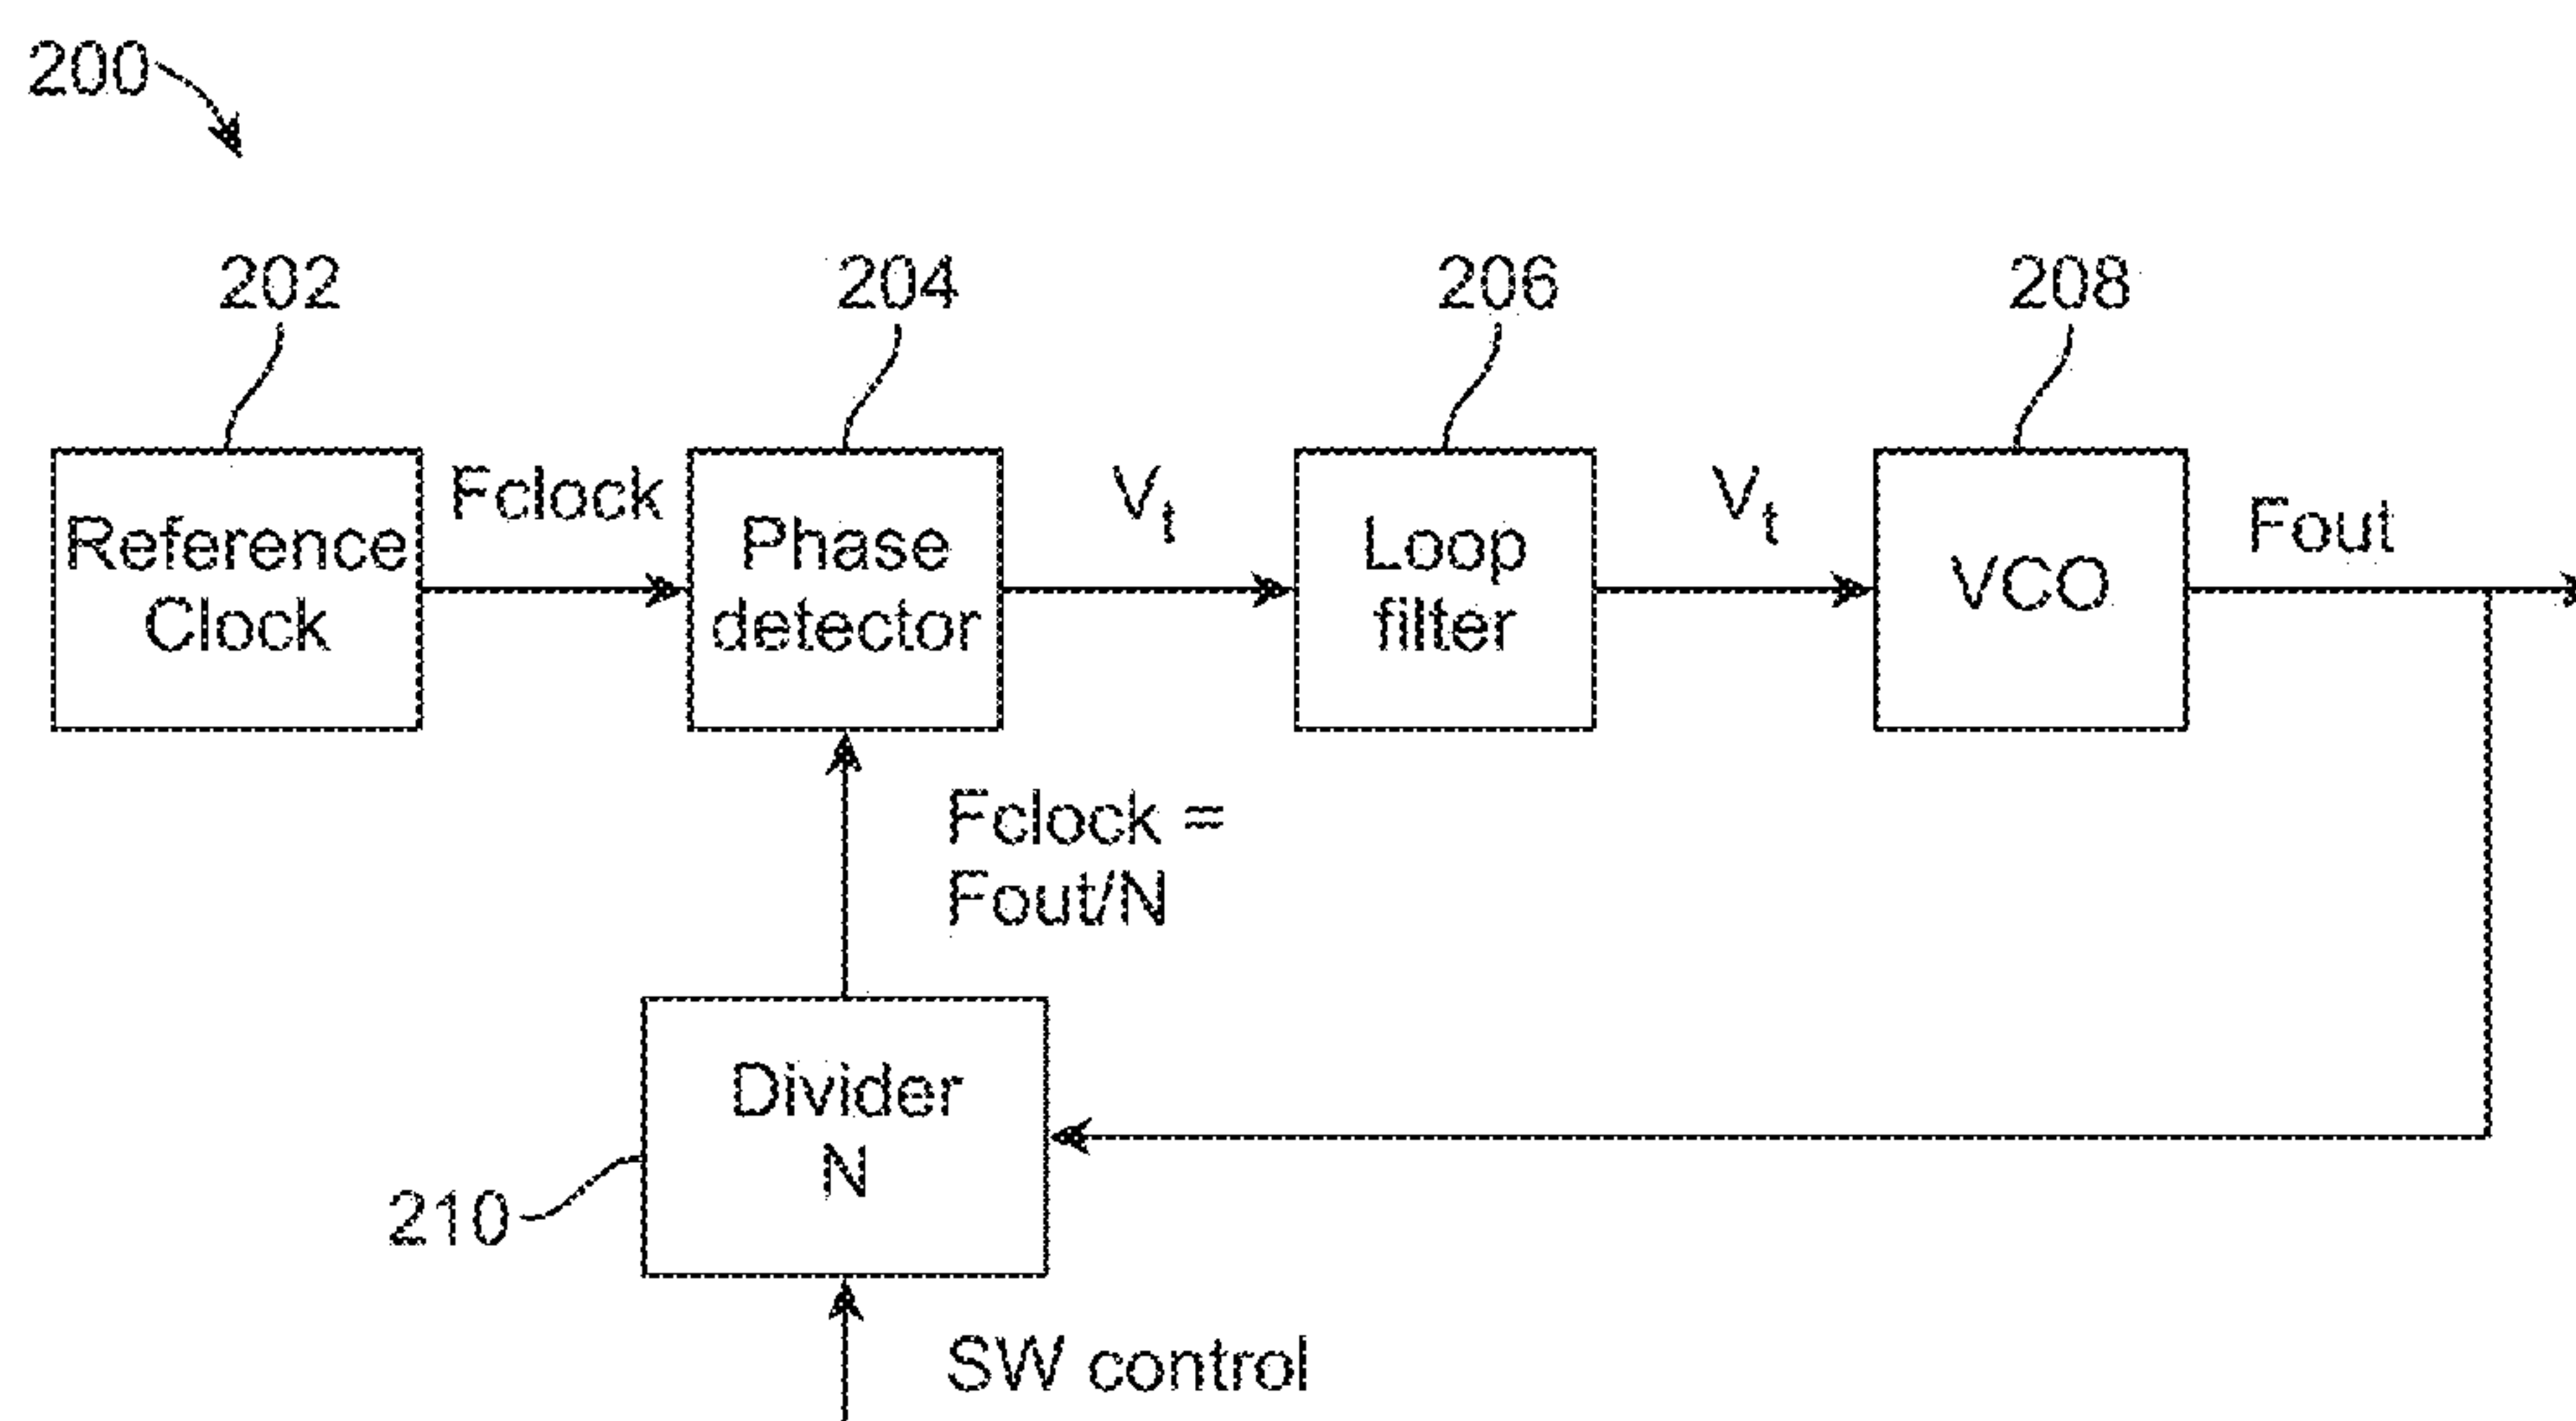 200
202
204
206
208
Reference
Clock
Fclock
Phase
detector
Vt
Loop
filter
Vt
VCO
Fout
Fclock =
Fout/N
Divider
N
210
SW control